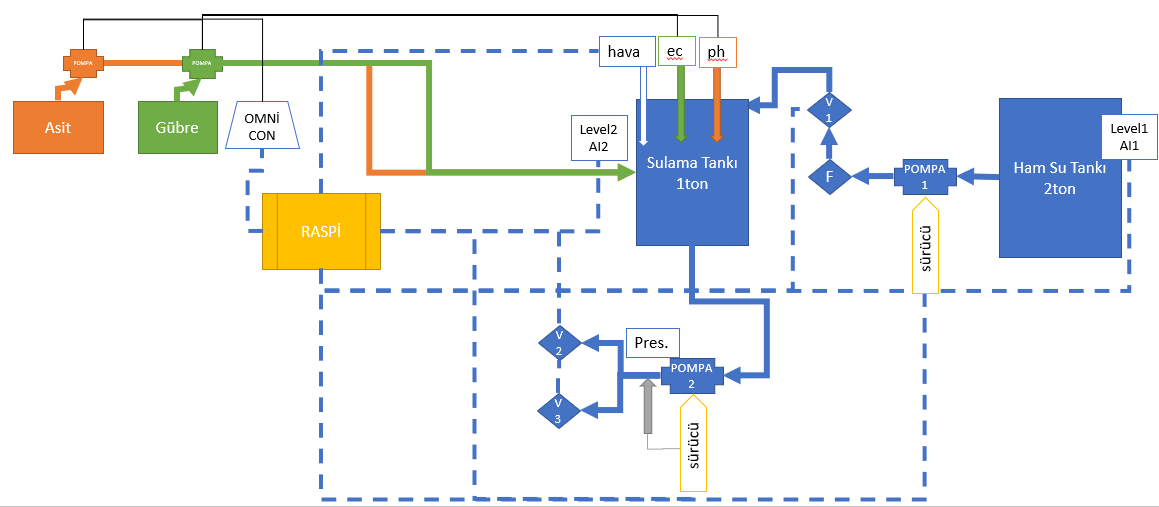 hava
ec
ph
POMPA
POMPA
Asit
Gübre
OMNİ
CON
Level2
AI2
Sulama Tankı
1ton
V
1
F
POMPA
1
Ham Su Tankı
2ton
Level1
AI1
RASPİ
sürücü
V
2
Pres.
POMPA
2
V
3
sürücü